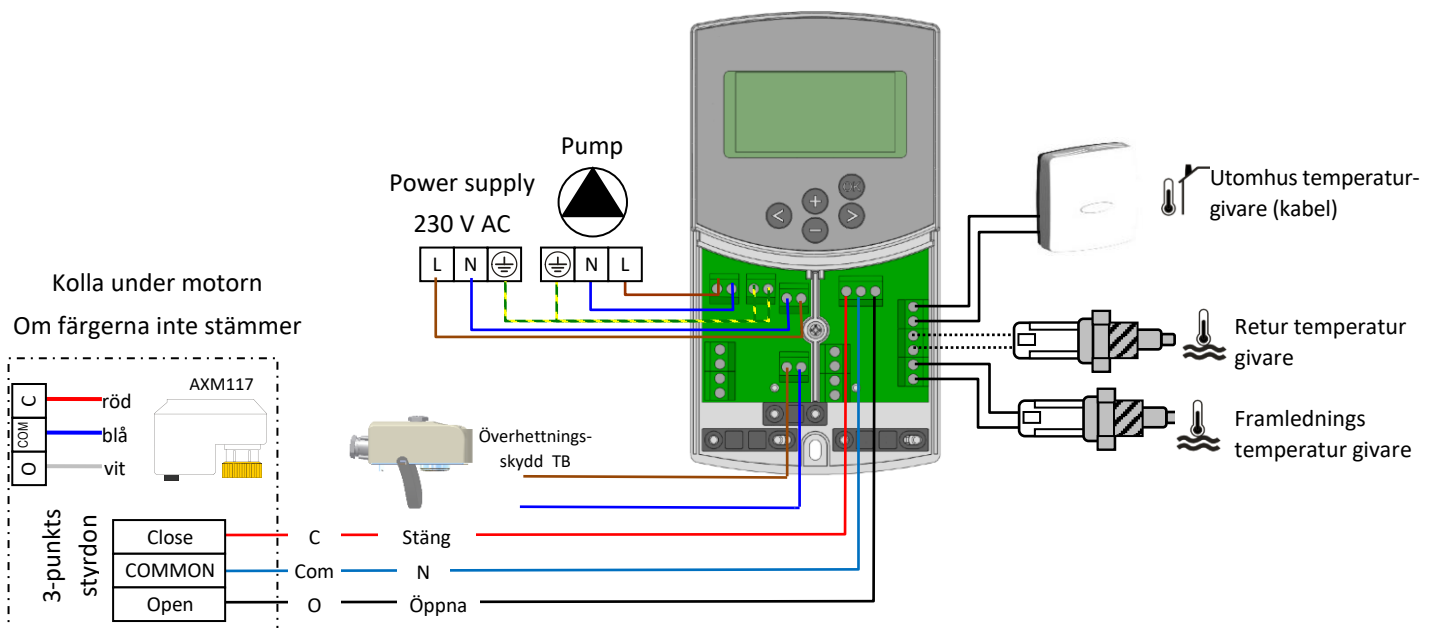 Pump
Power supply
230 V AC
L N
N L
OK
Utomhus temperatur-
givare (kabel)
Kolla under motorn
Om färgerna inte stämmer
Retur temperatur
givare
AXM117
C röd
COM blå
O vit
Överhettnings-
skydd TB
Framlednings
temperatur givare
3-punkts
styrdon
Close C Stäng
COMMON Com N
Open O Öppna